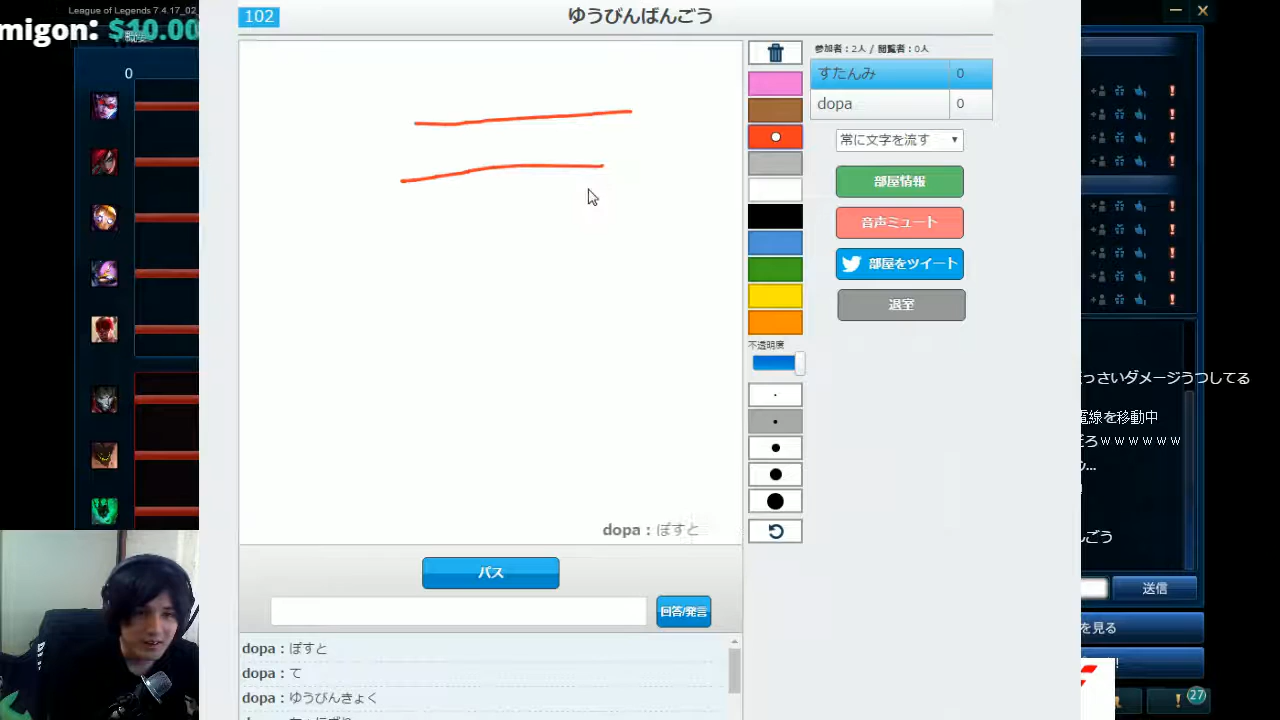 League of Legends 7.4.17_02
migon: $10.00
0
102
ゆうびんばんごう
参加者：2人 / 閲覧者：0人
すたんみ 0
dopa 0
常に文字を流す
部屋情報
音声ミュート
部屋をツイート
退室
不透明度
っさいダメージうつしてる
電線を移動中
ろｗｗｗｗｗｗ
ごう
dopa：ぽすと
パス
回答/発言
送信
を見る
dopa：ぽすと
dopa：て
dopa：ゆうびんきょく
27